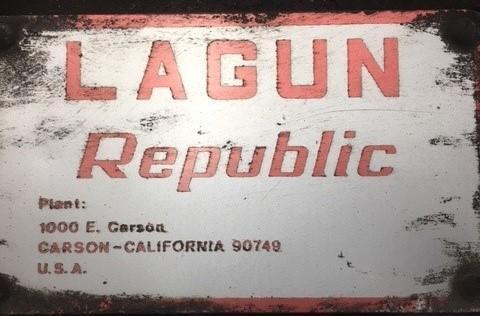 LAGUN
Republic
Plant:
1000 E. Carson
CARSON-CALIFORNIA 90749
U.S.A.